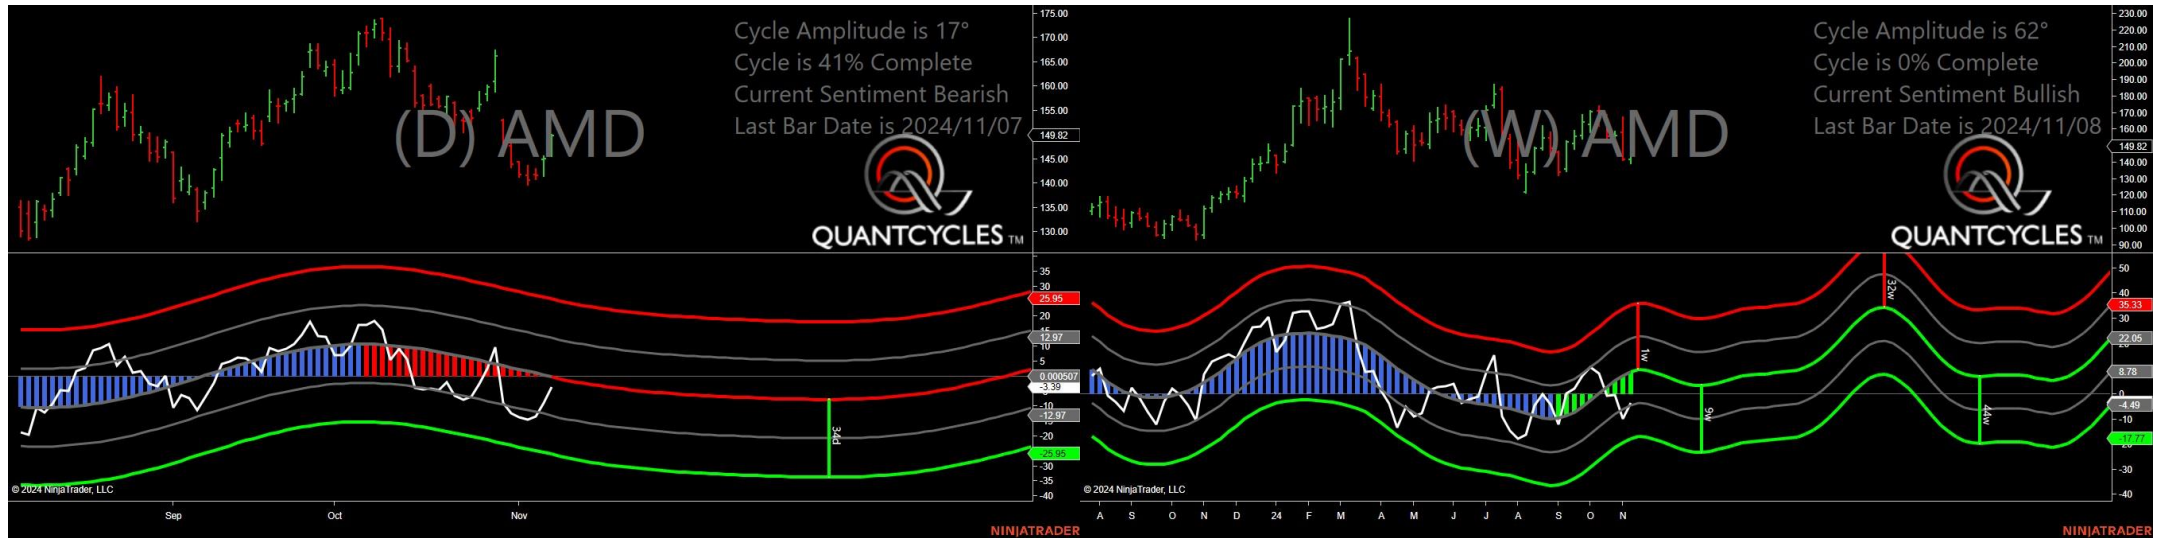 Cycle Amplitude is 17°
Cycle is 41% Complete
Current Sentiment Bearish
Last Bar Date is 2024/11/07
(D) AMD
QUANTCYCLES TM
175.00
170.00
165.00
160.00
155.00
149.82
145.00
140.00
135.00
130.00
35
25.95
20
15
12.97
10
5
0.000507
-3.39
-10
-12.97
-20
-25.95
-30
-35
-40
34d
© 2024 NinjaTrader, LLC
Sep Oct Nov
NINJATRADER
Cycle Amplitude is 62°
Cycle is 0% Complete
Current Sentiment Bullish
Last Bar Date is 2024/11/08
(W) AMD
QUANTCYCLES TM
230.00
220.00
210.00
200.00
190.00
180.00
170.00
160.00
149.82
140.00
130.00
120.00
110.00
100.00
90.00
50
40
35.33
30
22.05
8.78
0
-4.49
-10
-17.77
-30
-40
1w
9w
32w
44w
© 2024 NinjaTrader, LLC
A S O N D 24 F M A M J J A S O N
NINJATRADER